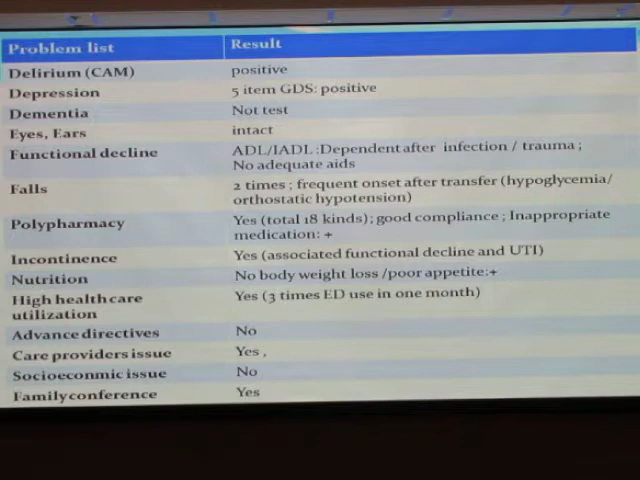 Problem list Result
Delirium (CAM) positive
Depression 5 item GDS: positive
Dementia Not test
Eyes, Ears intact
Functional decline ADL/IADL :Dependent after infection / trauma ;
No adequate aids
Falls 2 times ; frequent onset after transfer (hypoglycemia/
orthostatic hypotension)
Polypharmacy Yes (total 18 kinds); good compliance ; Inappropriate
medication: +
Incontinence Yes (associated functional decline and UTI)
Nutrition No body weight loss /poor appetite:+
High health care Yes (3 times ED use in one month)
utilization
Advance directives No
Care providers issue Yes ,
Socioeconmic issue No
Family conference Yes